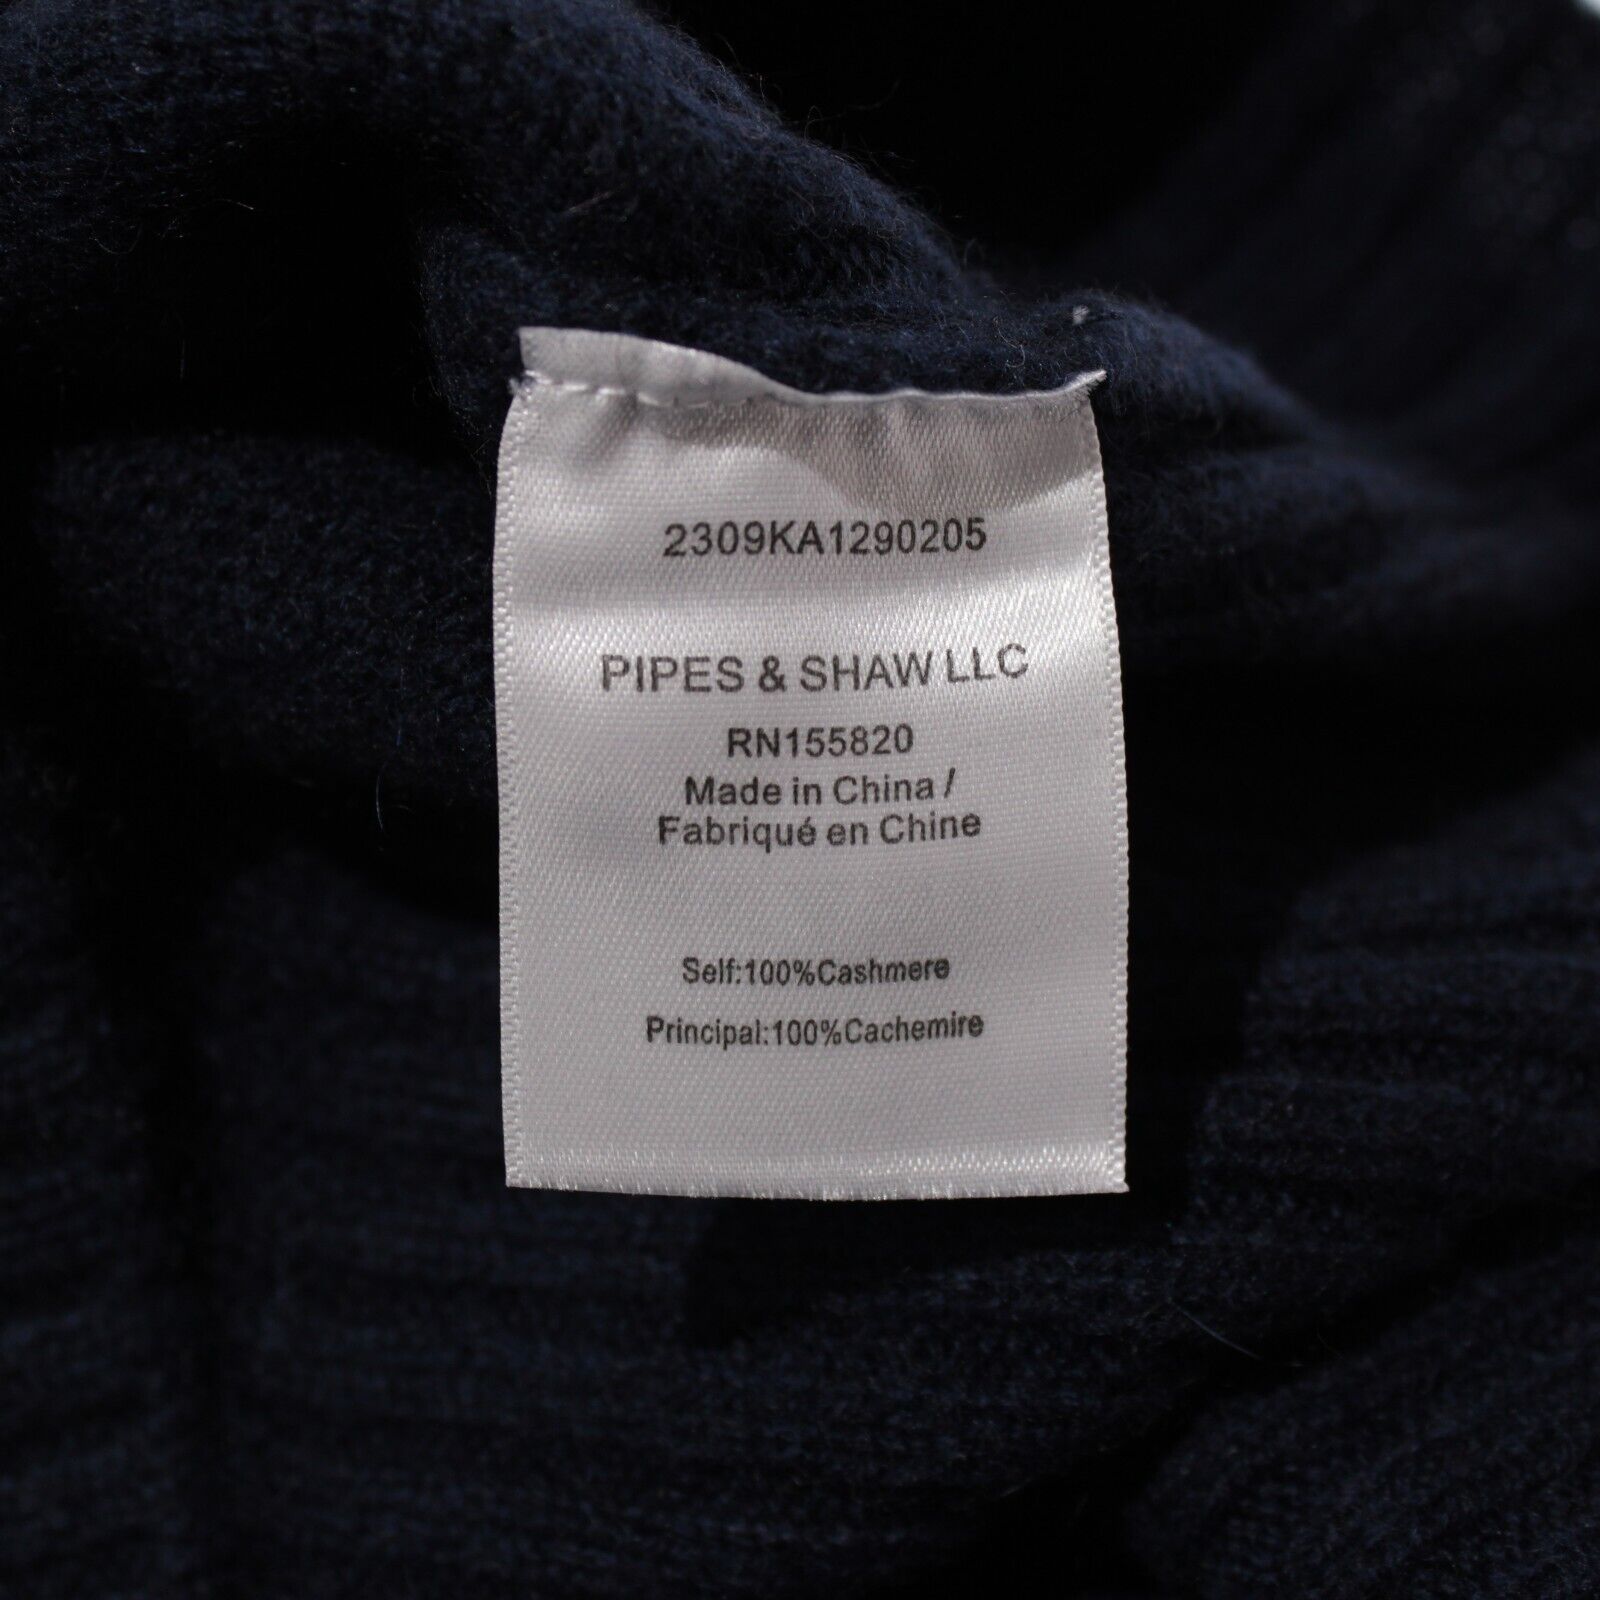 2309KA1290205
PIPES & SHAW LLC
RN155820
Made in China /
Fabriqué en Chine
Self:100%Cashmere
Principal:100%Cachemire